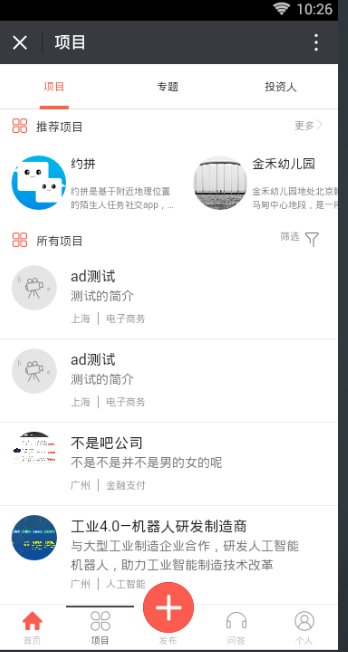 10:26
项目
项目 专题 投资人
推荐项目 更多
约拼
约拼是基于附近地理位置
的陌生人任务社交app，...
金禾幼儿园
金禾幼儿园地处北京
马甸中心地段，是一
所有项目 筛选
ad测试
测试的简介
上海 | 电子商务
ad测试
测试的简介
上海 | 电子商务
不是吧公司
不是不是并不是男的女的呢
广州 | 金融支付
工业4.0—机器人研发制造商
与大型工业制造企业合作，研发人工智能
机器人，助力工业智能制造技术改革
广州 | 人工智能
首页 项目 发布 问答 个人